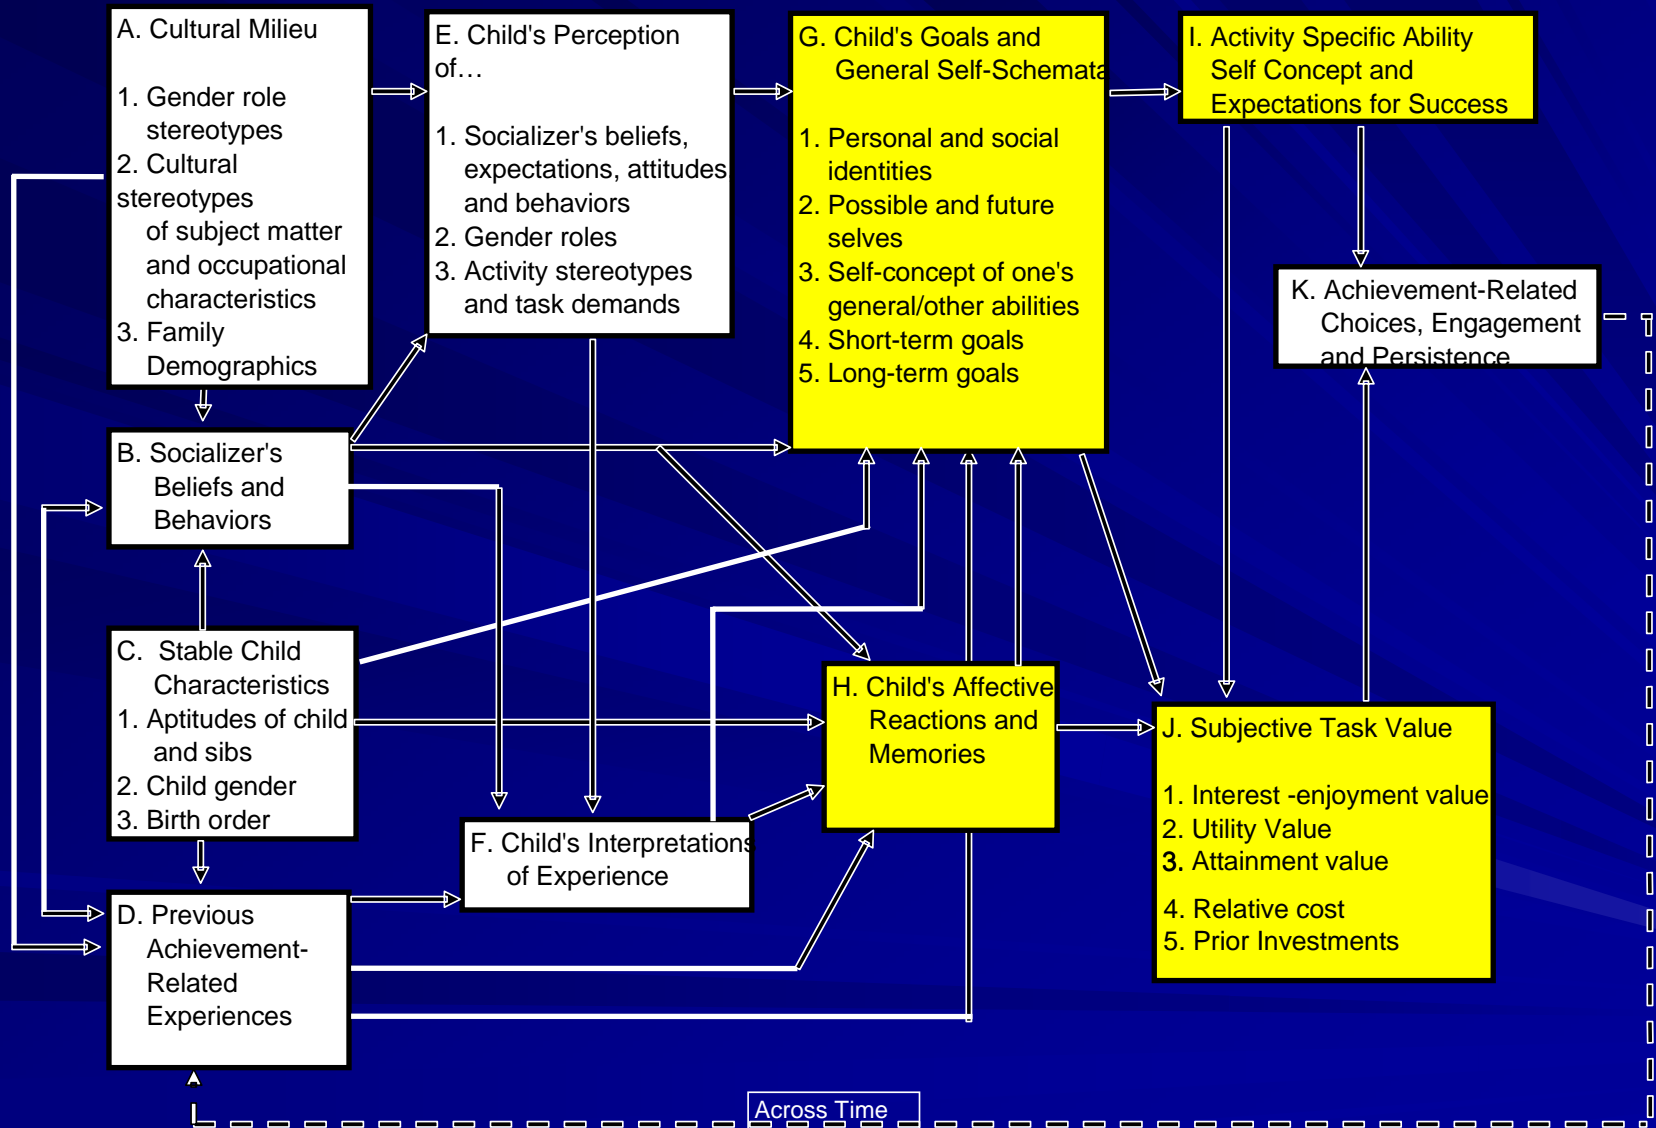 A. Cultural Milieu
1. Gender role
stereotypes
2. Cultural
stereotypes
of subject matter
and occupational
characteristics
3. Family
Demographics
B. Socializer's
Beliefs and
Behaviors
C. Stable Child
Characteristics
1. Aptitudes of child
and sibs
2. Child gender
3. Birth order
D. Previous
Achievement-
Related
Experiences
E. Child's Perception
of…
1. Socializer's beliefs,
expectations, attitudes,
and behaviors
2. Gender roles
3. Activity stereotypes
and task demands
F. Child's Interpretations
of Experience
G. Child's Goals and
General Self-Schemata
1. Personal and social
identities
2. Possible and future
selves
3. Self-concept of one's
general/other abilities
4. Short-term goals
5. Long-term goals
H. Child's Affective
Reactions and
Memories
I. Activity Specific Ability
Self Concept and
Expectations for Success
J. Subjective Task Value
1. Interest -enjoyment value
2. Utility Value
3. Attainment value
4. Relative cost
5. Prior Investments
K. Achievement-Related
Choices, Engagement
and Persistence
Across Time